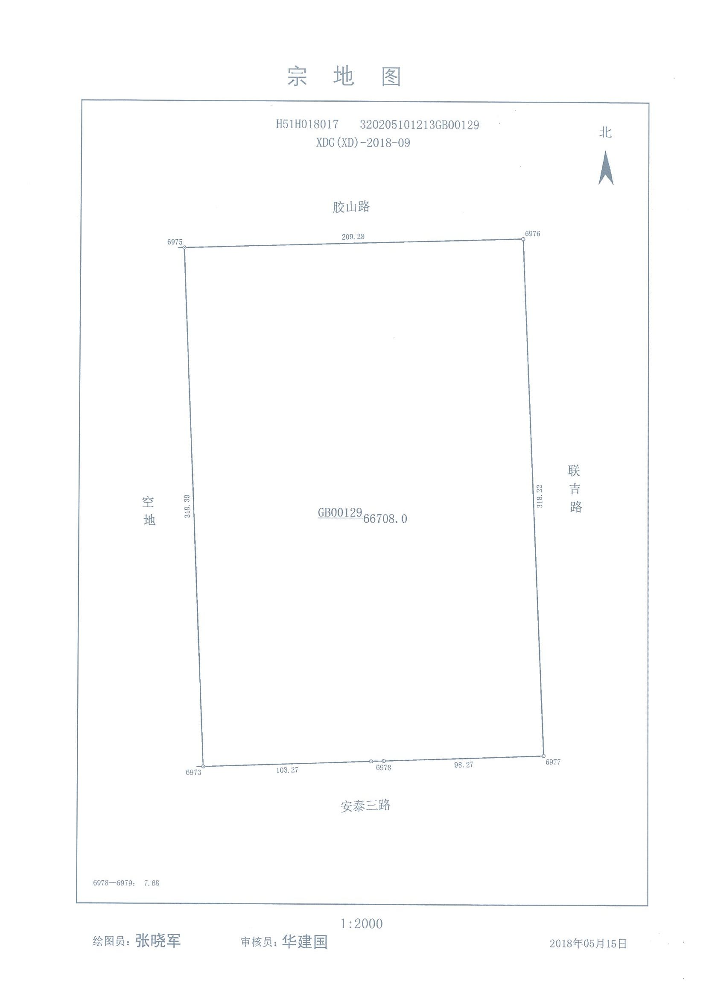 宗 地 图
H51H018017 320205101213GB00129
XDG(XD)-2018-09
北
胶山路
6975
209.28
6976
联吉路
318.22
空地
319.39
GB00129
66708.0
6973
103.27
6978
98.27
6977
安泰三路
6978—6979: 7.68
1:2000
绘图员: 张晓军
审核员: 华建国
2018年05月15日